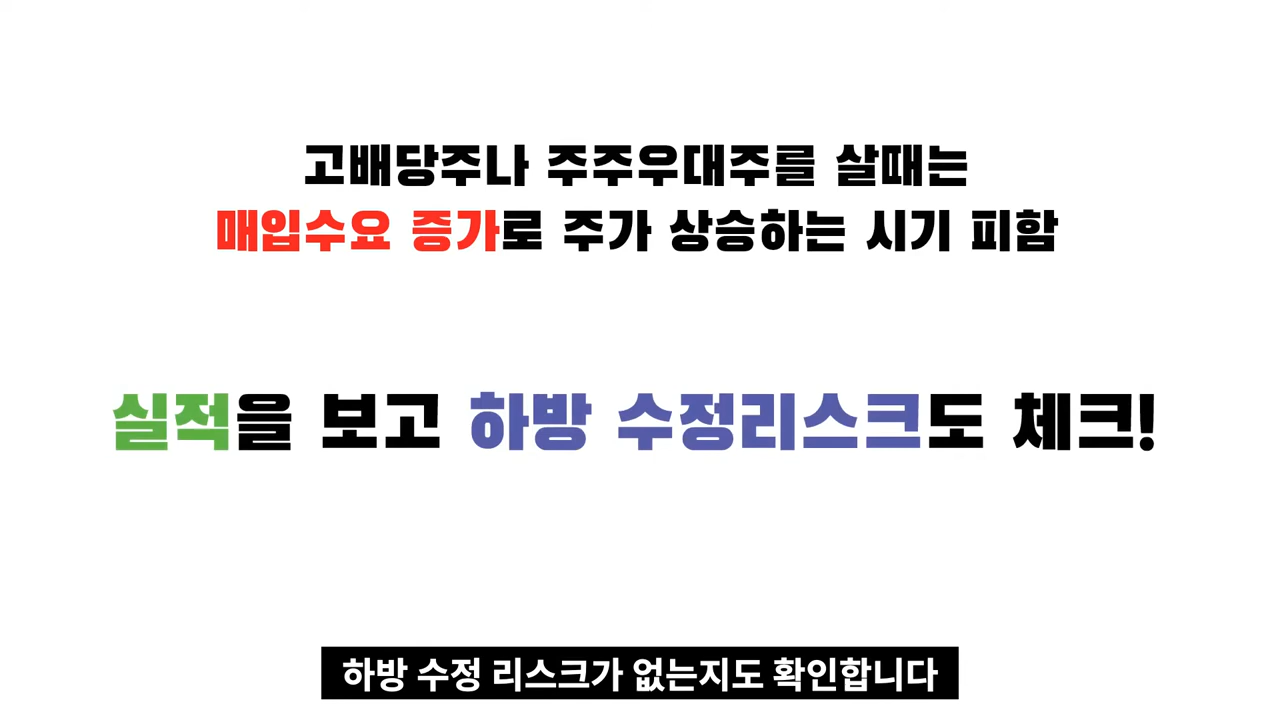 고배당주나 주주우대주를 살때는
매입수요 증가로 주가 상승하는 시기 피함
실적을 보고 하방 수정리스크도 체크!
하방 수정 리스크가 없는지도 확인합니다